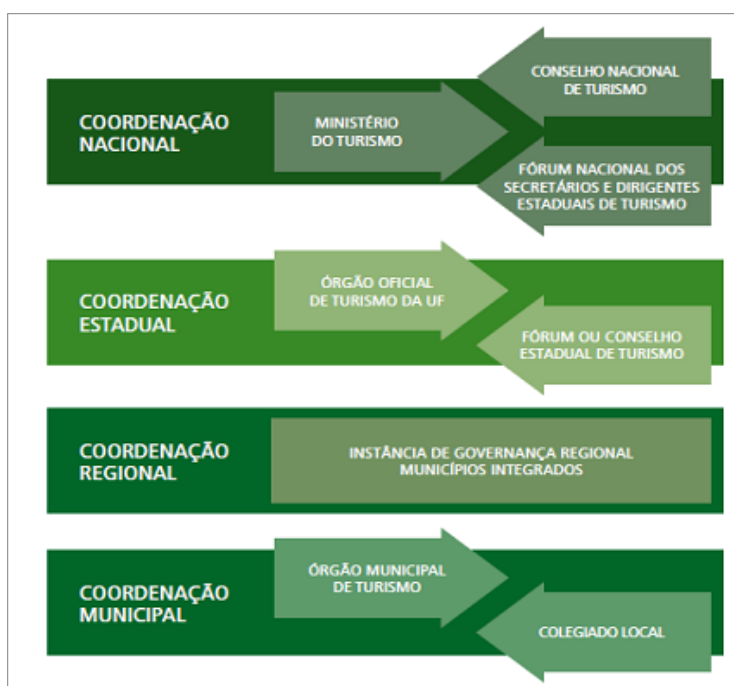 COORDENAÇÃO
NACIONAL
MINISTÉRIO
DO TURISMO
CONSELHO NACIONAL
DE TURISMO
FÓRUM NACIONAL DOS
SECRETÁRIOS E DIRIGENTES
ESTADUAIS DE TURISMO
COORDENAÇÃO
ESTADUAL
ÓRGÃO OFICIAL
DE TURISMO DA UF
FÓRUM OU CONSELHO
ESTADUAL DE TURISMO
COORDENAÇÃO
REGIONAL
INSTÂNCIA DE GOVERNANÇA REGIONAL
MUNICÍPIOS INTEGRADOS
COORDENAÇÃO
MUNICIPAL
ÓRGÃO MUNICIPAL
DE TURISMO
COLEGIADO LOCAL